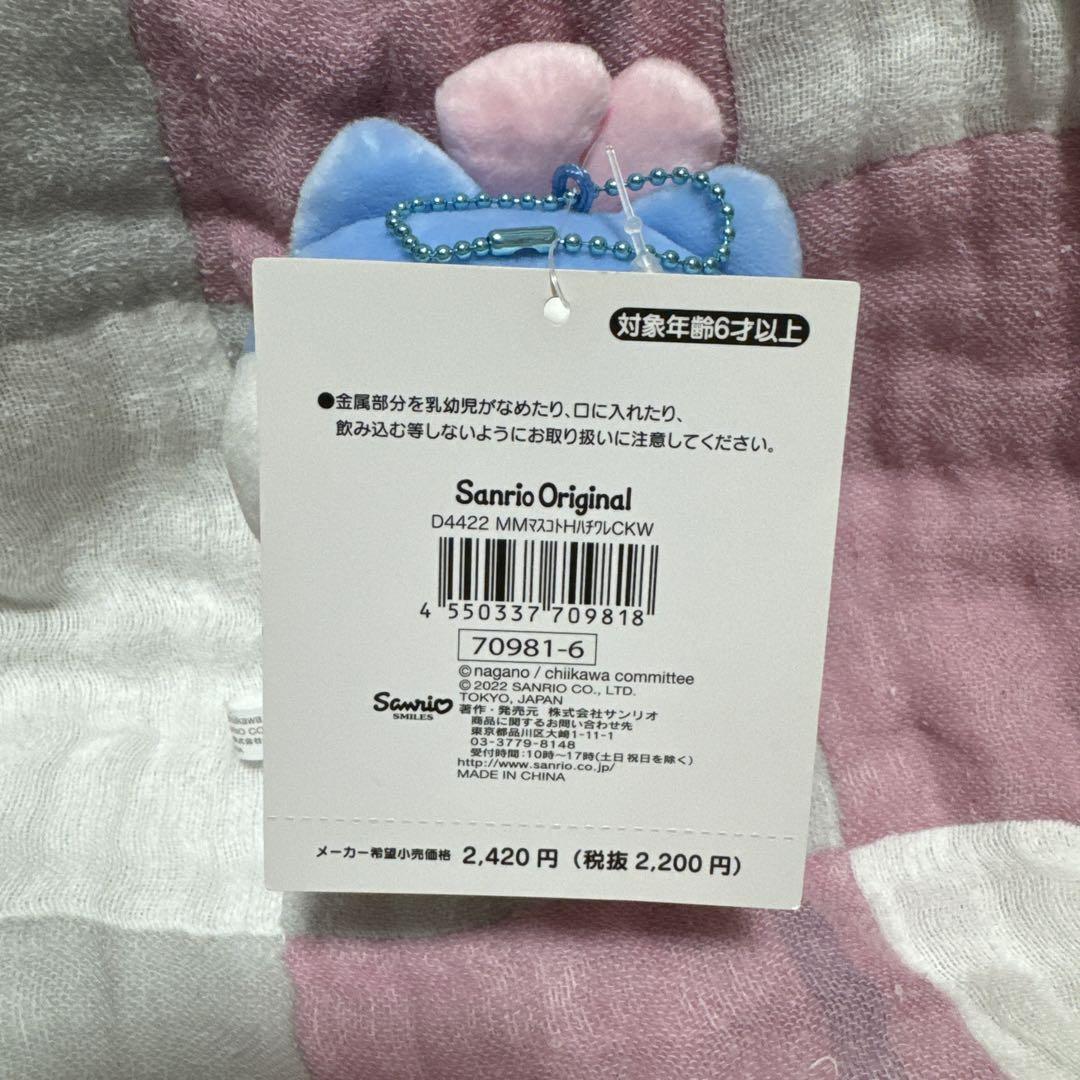 対象年齢6才以上
●金属部分を乳幼児がなめたり、口に入れたり、
飲み込む等しないようにお取り扱いに注意してください。
Sanrio Original
D4422 MMﾏｽｺﾄHﾊﾁﾜﾚCKW
4 550337 709818
70981-6
©nagano / chiikawa committee
©2022 SANRIO CO., LTD.
TOKYO, JAPAN
Sanrio
SMILES
著作・発売元 株式会社サンリオ
商品に関するお問い合わせ先
東京都品川区大崎1-11-1
03-3779-8148
受付時間：10時～17時(土日 祝日を除く)
http://www.sanrio.co.jp/
MADE IN CHINA
メーカー希望小売価格 2,420円（税抜2,200円）
iikawa
RIO CO